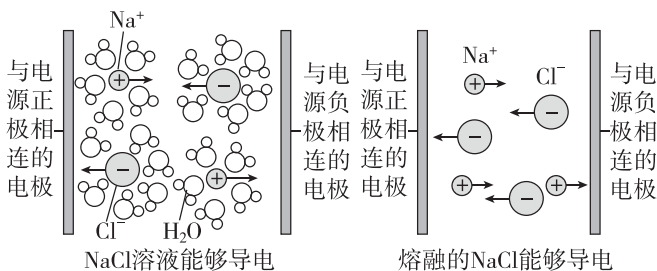 Na⁺
与电源正极相连的电极
+
−
−
+
Cl⁻
H₂O
与电源负极相连的电极
NaCl溶液能够导电
与电源正极相连的电极
Na⁺
Cl⁻
+
−
−
+
−
+
与电源负极相连的电极
熔融的NaCl能够导电